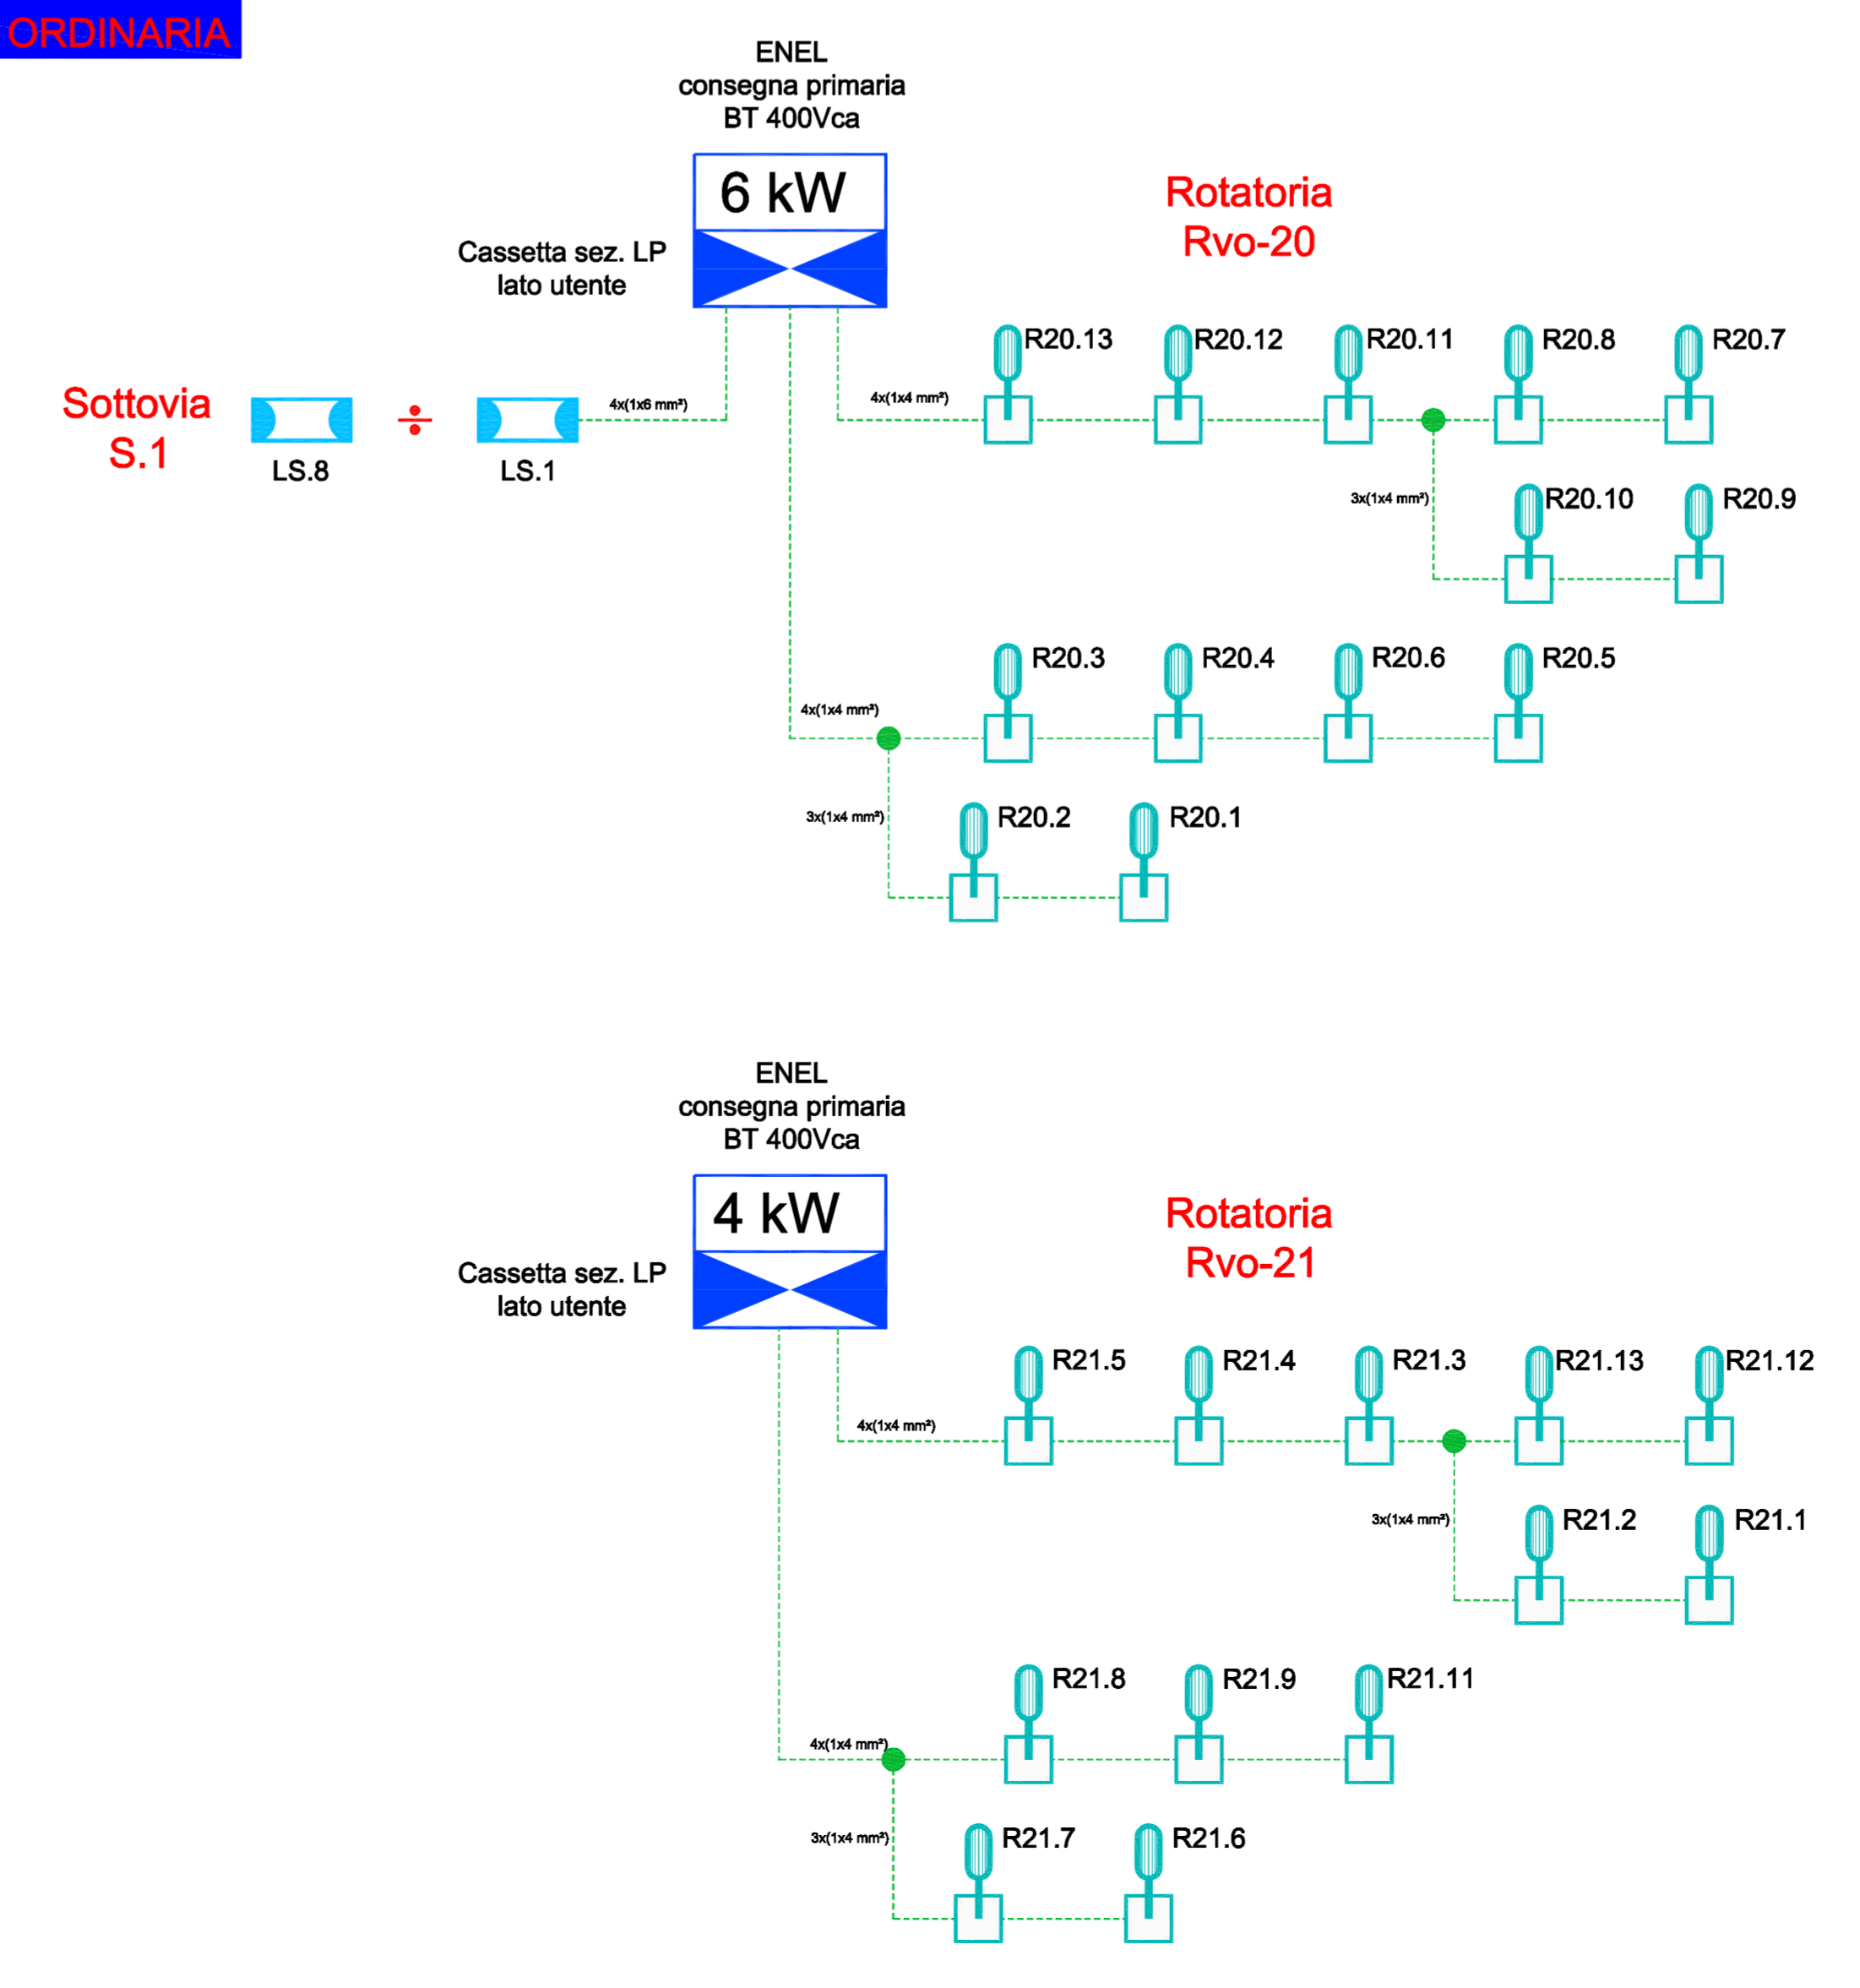 ORDINARIA
ENEL
consegna primaria
BT 400Vca
6 kW
Cassetta sez. LP
lato utente
Rotatoria
Rvo-20
Sottovia
S.1
LS.8
÷
LS.1
4x(1x6 mm²)
4x(1x4 mm²)
R20.13
R20.12
R20.11
R20.8
R20.7
3x(1x4 mm²)
R20.10
R20.9
4x(1x4 mm²)
R20.3
R20.4
R20.6
R20.5
3x(1x4 mm²)
R20.2
R20.1
ENEL
consegna primaria
BT 400Vca
4 kW
Cassetta sez. LP
lato utente
Rotatoria
Rvo-21
4x(1x4 mm²)
R21.5
R21.4
R21.3
R21.13
R21.12
3x(1x4 mm²)
R21.2
R21.1
4x(1x4 mm²)
R21.8
R21.9
R21.11
3x(1x4 mm²)
R21.7
R21.6